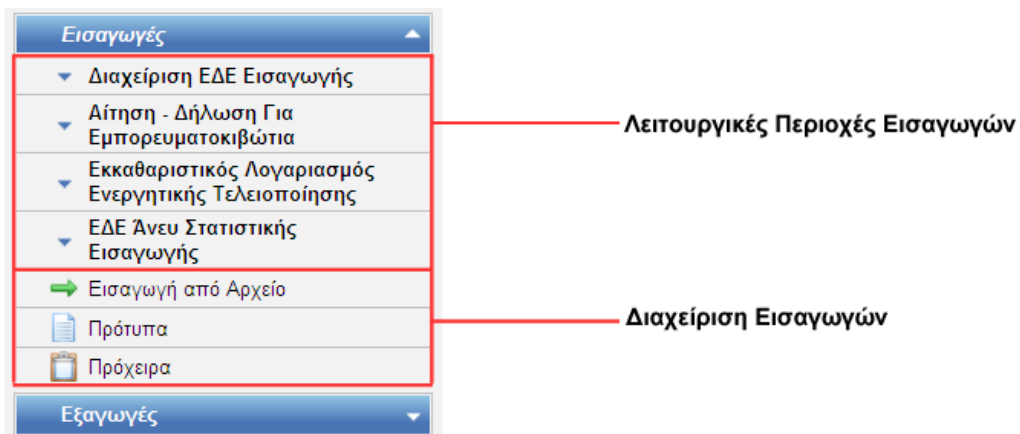 Εισαγωγές
Διαχείριση ΕΔΕ Εισαγωγής
Αίτηση - Δήλωση Για
Εμπορευματοκιβώτια
Λειτουργικές Περιοχές Εισαγωγών
Εκκαθαριστικός Λογαριασμός
Ενεργητικής Τελειοποίησης
ΕΔΕ Άνευ Στατιστικής
Εισαγωγής
Εισαγωγή από Αρχείο
Πρότυπα
Διαχείριση Εισαγωγών
Πρόχειρα
Εξαγωγές